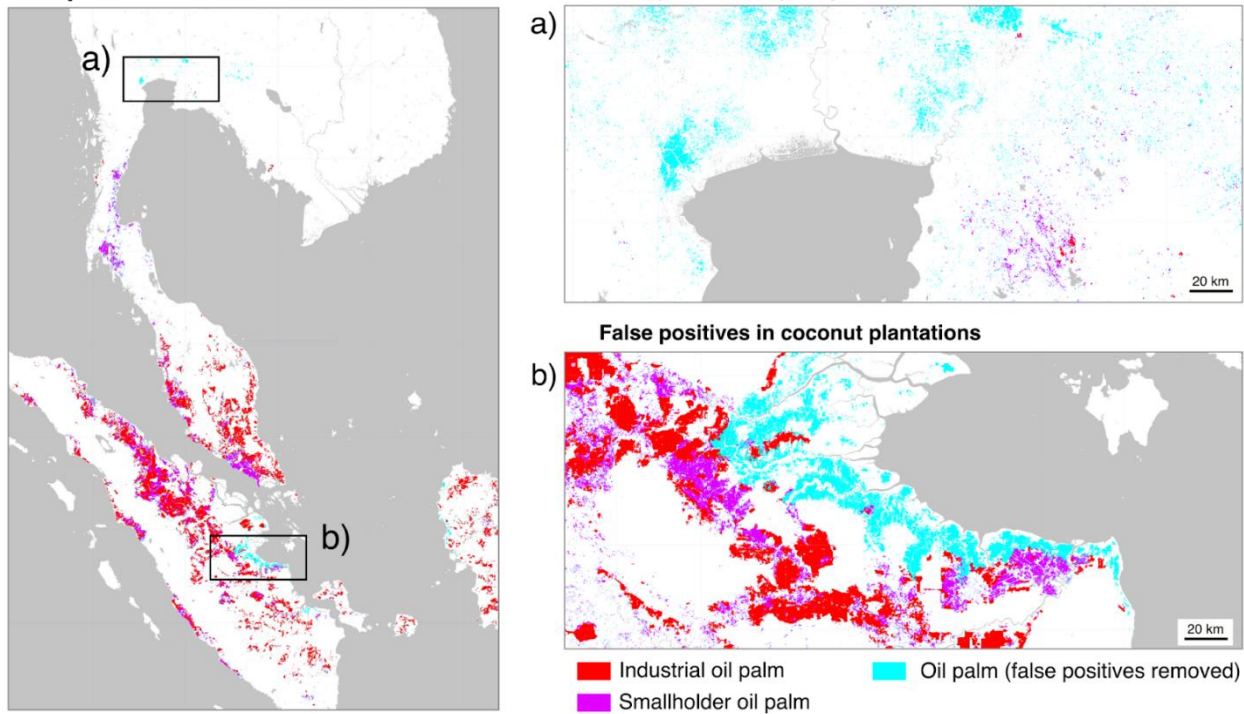 a)
b)
a)
20 km
False positives in coconut plantations
b)
20 km
Industrial oil palm
Oil palm (false positives removed)
Smallholder oil palm